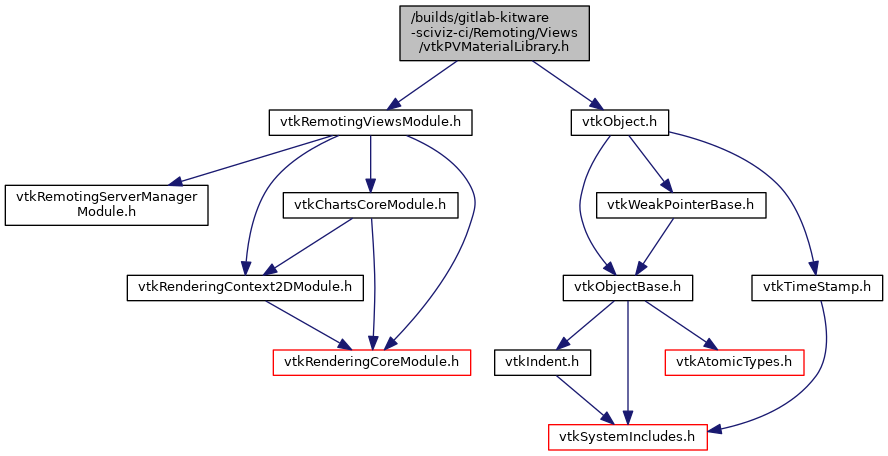 /builds/gitlab-kitware
-sciviz-ci/Remoting/Views
/vtkPVMaterialLibrary.h
vtkRemotingViewsModule.h
vtkObject.h
vtkRemotingServerManager
Module.h
vtkChartsCoreModule.h
vtkWeakPointerBase.h
vtkRenderingContext2DModule.h
vtkObjectBase.h
vtkTimeStamp.h
vtkRenderingCoreModule.h
vtkIndent.h
vtkAtomicTypes.h
vtkSystemIncludes.h